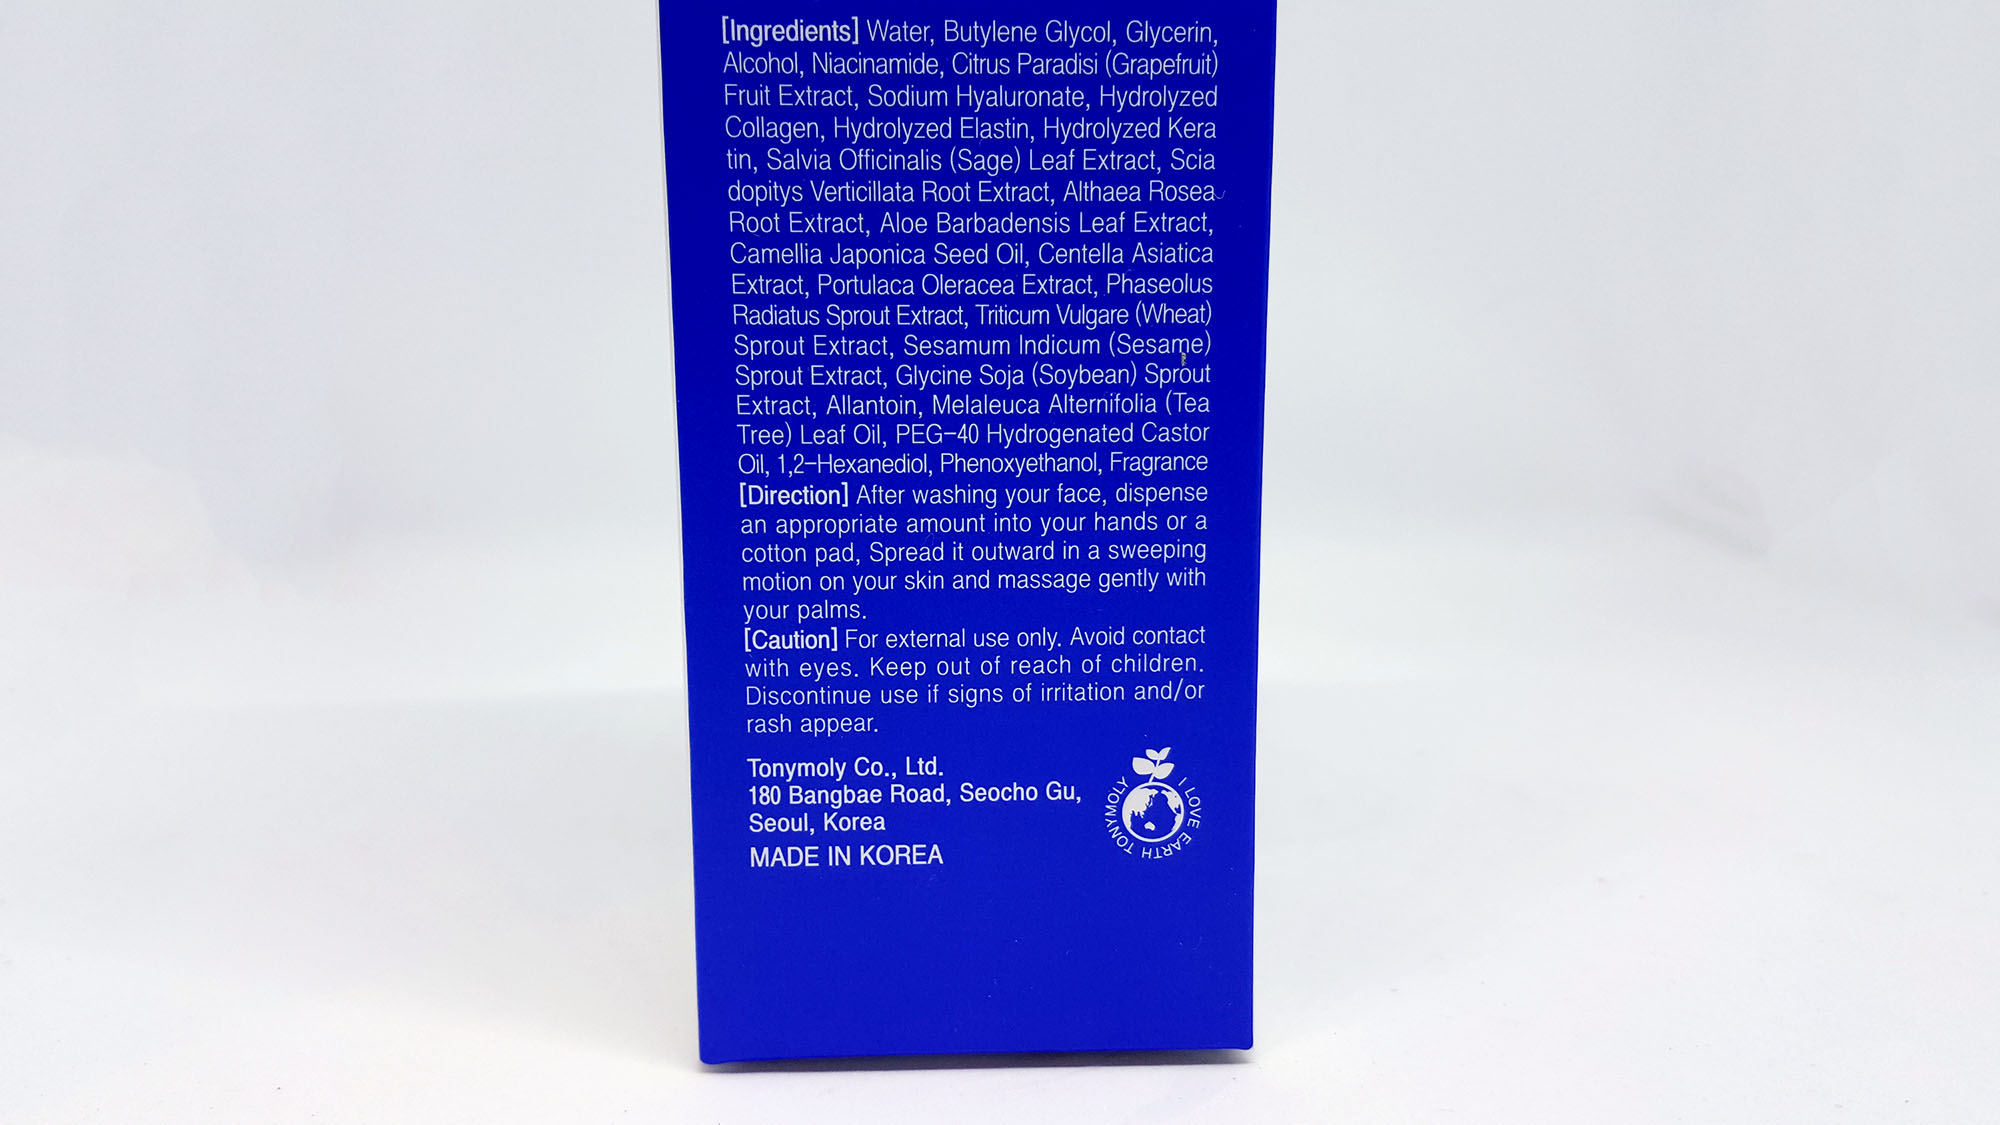 [Ingredients] Water, Butylene Glycol, Glycerin,
Alcohol, Niacinamide, Citrus Paradisi (Grapefruit)
Fruit Extract, Sodium Hyaluronate, Hydrolyzed
Collagen, Hydrolyzed Elastin, Hydrolyzed Kera
tin, Salvia Officinalis (Sage) Leaf Extract, Scia
dopitys Verticillata Root Extract, Althaea Rosea
Root Extract, Aloe Barbadensis Leaf Extract,
Camellia Japonica Seed Oil, Centella Asiatica
Extract, Portulaca Oleracea Extract, Phaseolus
Radiatus Sprout Extract, Triticum Vulgare (Wheat)
Sprout Extract, Sesamum Indicum (Sesame)
Sprout Extract, Glycine Soja (Soybean) Sprout
Extract, Allantoin, Melaleuca Alternifolia (Tea
Tree) Leaf Oil, PEG-40 Hydrogenated Castor
Oil, 1,2-Hexanediol, Phenoxyethanol, Fragrance
[Direction] After washing your face, dispense
an appropriate amount into your hands or a
cotton pad, Spread it outward in a sweeping
motion on your skin and massage gently with
your palms.
[Caution] For external use only. Avoid contact
with eyes. Keep out of reach of children.
Discontinue use if signs of irritation and/or
rash appear.
Tonymoly Co., Ltd.
180 Bangbae Road, Seocho Gu,
Seoul, Korea
MADE IN KOREA
I LOVE EARTH TONYMOLY